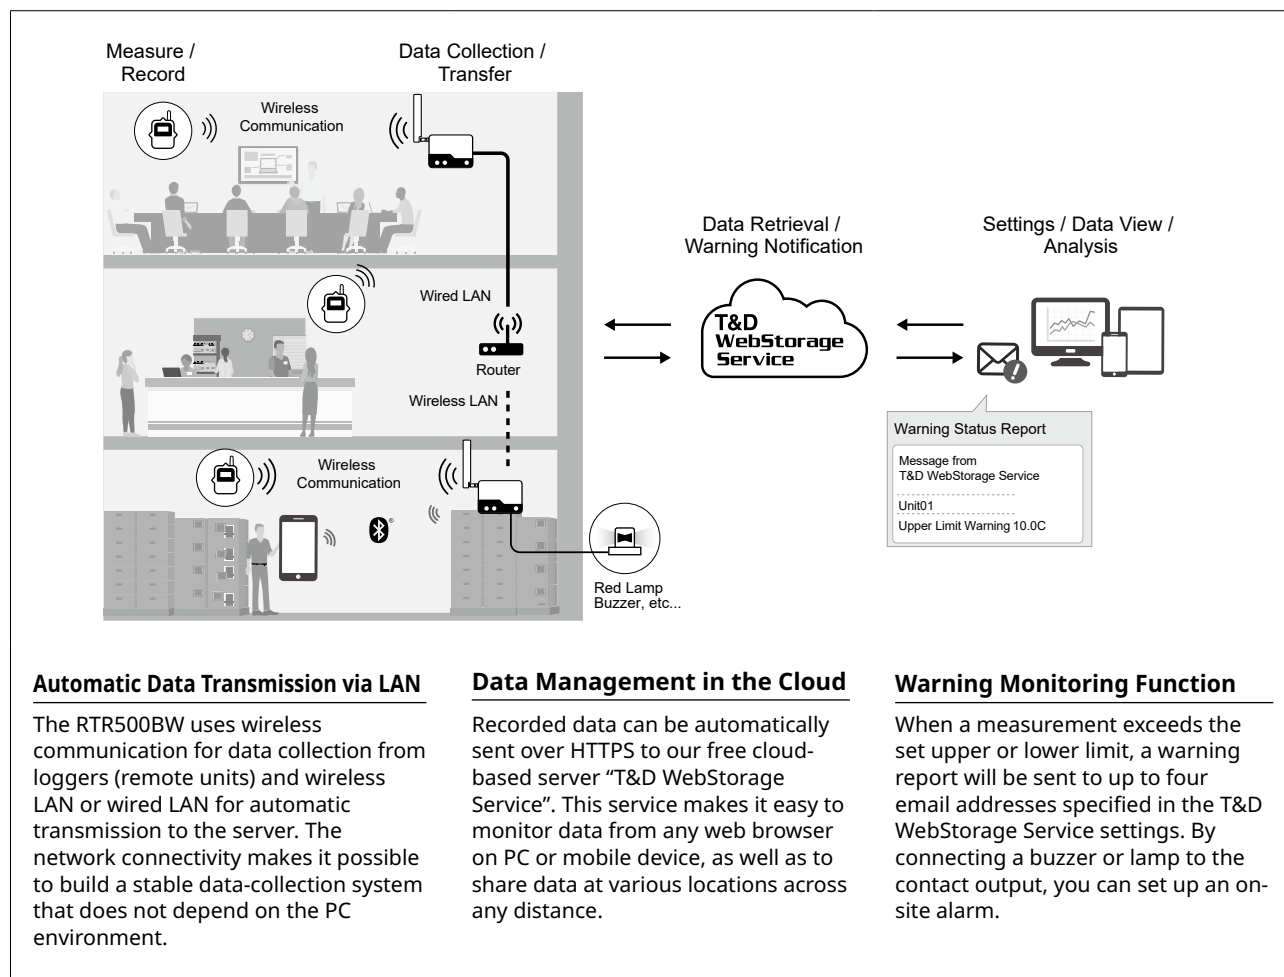 Measure /
Record
Data Collection /
Transfer
Wireless
Communication
Data Retrieval /
Warning Notification
Settings / Data View /
Analysis
Wired LAN
T&D
WebStorage
Service
Router
Wireless LAN
Warning Status Report
Message from
T&D WebStorage Service
Unit01
Upper Limit Warning 10.0C
Wireless
Communication
®
Red Lamp
Buzzer, etc...
Automatic Data Transmission via LAN
The RTR500BW uses wireless
communication for data collection from
loggers (remote units) and wireless
LAN or wired LAN for automatic
transmission to the server. The
network connectivity makes it possible
to build a stable data-collection system
that does not depend on the PC
environment.
Data Management in the Cloud
Recorded data can be automatically
sent over HTTPS to our free cloud-
based server “T&D WebStorage
Service”. This service makes it easy to
monitor data from any web browser
on PC or mobile device, as well as to
share data at various locations across
any distance.
Warning Monitoring Function
When a measurement exceeds the
set upper or lower limit, a warning
report will be sent to up to four
email addresses specified in the T&D
WebStorage Service settings. By
connecting a buzzer or lamp to the
contact output, you can set up an on-
site alarm.